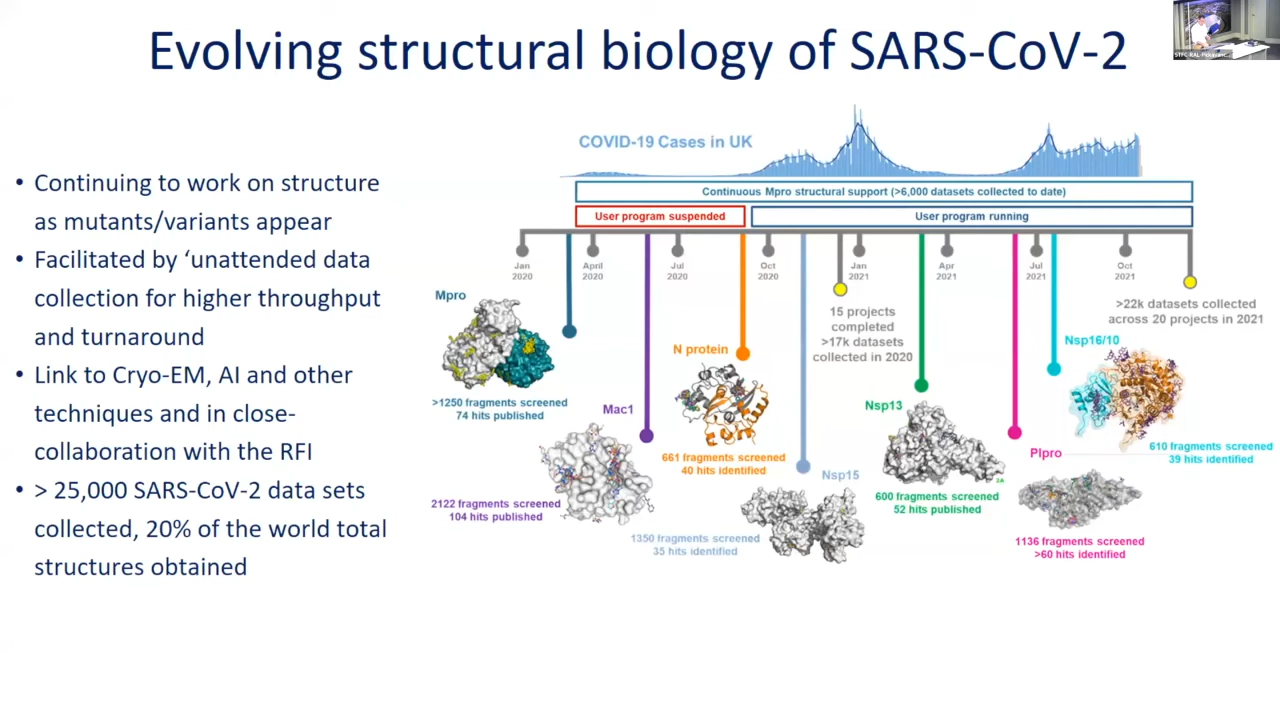 Evolving structural biology of SARS-CoV-2
• Continuing to work on structure
as mutants/variants appear
• Facilitated by ‘unattended data
collection for higher throughput
and turnaround
• Link to Cryo-EM, AI and other
techniques and in close-
collaboration with the RFI
• > 25,000 SARS-CoV-2 data sets
collected, 20% of the world total
structures obtained
COVID-19 Cases in UK
Continuous Mpro structural support (>6,000 datasets collected to date)
User program suspended
User program running
Jan
2020
April
2020
Jul
2020
Oct
2020
Jan
2021
Apr
2021
Jul
2021
Oct
2021
Mpro
>1250 fragments screened
74 hits published
Mac1
2122 fragments screened
104 hits published
N protein
661 fragments screened
40 hits identified
Nsp15
1350 fragments screened
35 hits identified
15 projects
completed
>17k datasets
collected in 2020
Nsp13
600 fragments screened
52 hits published
Plpro
1136 fragments screened
>60 hits identified
Nsp16/10
610 fragments screened
39 hits identified
>22k datasets collected
across 20 projects in 2021